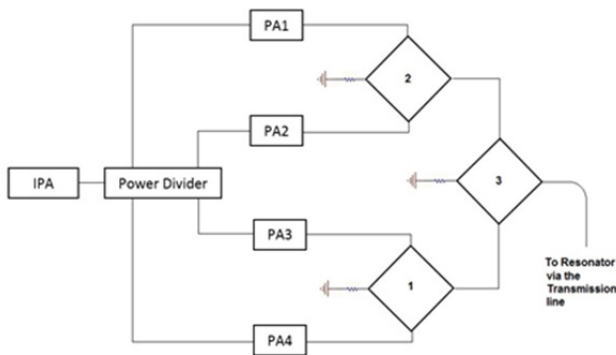 PA1
2
PA2
IPA
Power Divider
3
PA3
To Resonator
via the
Transmission
line
1
PA4